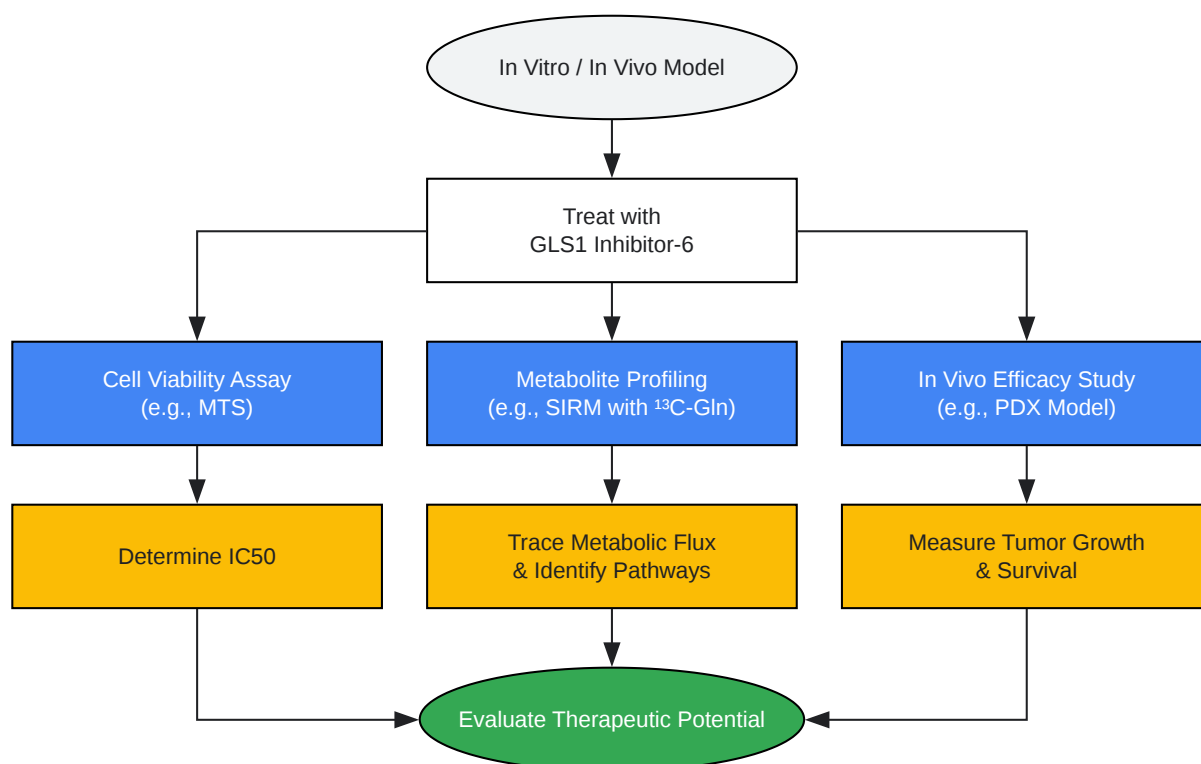 In Vitro / In Vivo Model
Treat with
GLS1 Inhibitor-6
Cell Viability Assay
(e.g., MTS)
Metabolite Profiling
(e.g., SIRM with ¹³C-Gln)
In Vivo Efficacy Study
(e.g., PDX Model)
Determine IC50
Trace Metabolic Flux
& Identify Pathways
Measure Tumor Growth
& Survival
Evaluate Therapeutic Potential